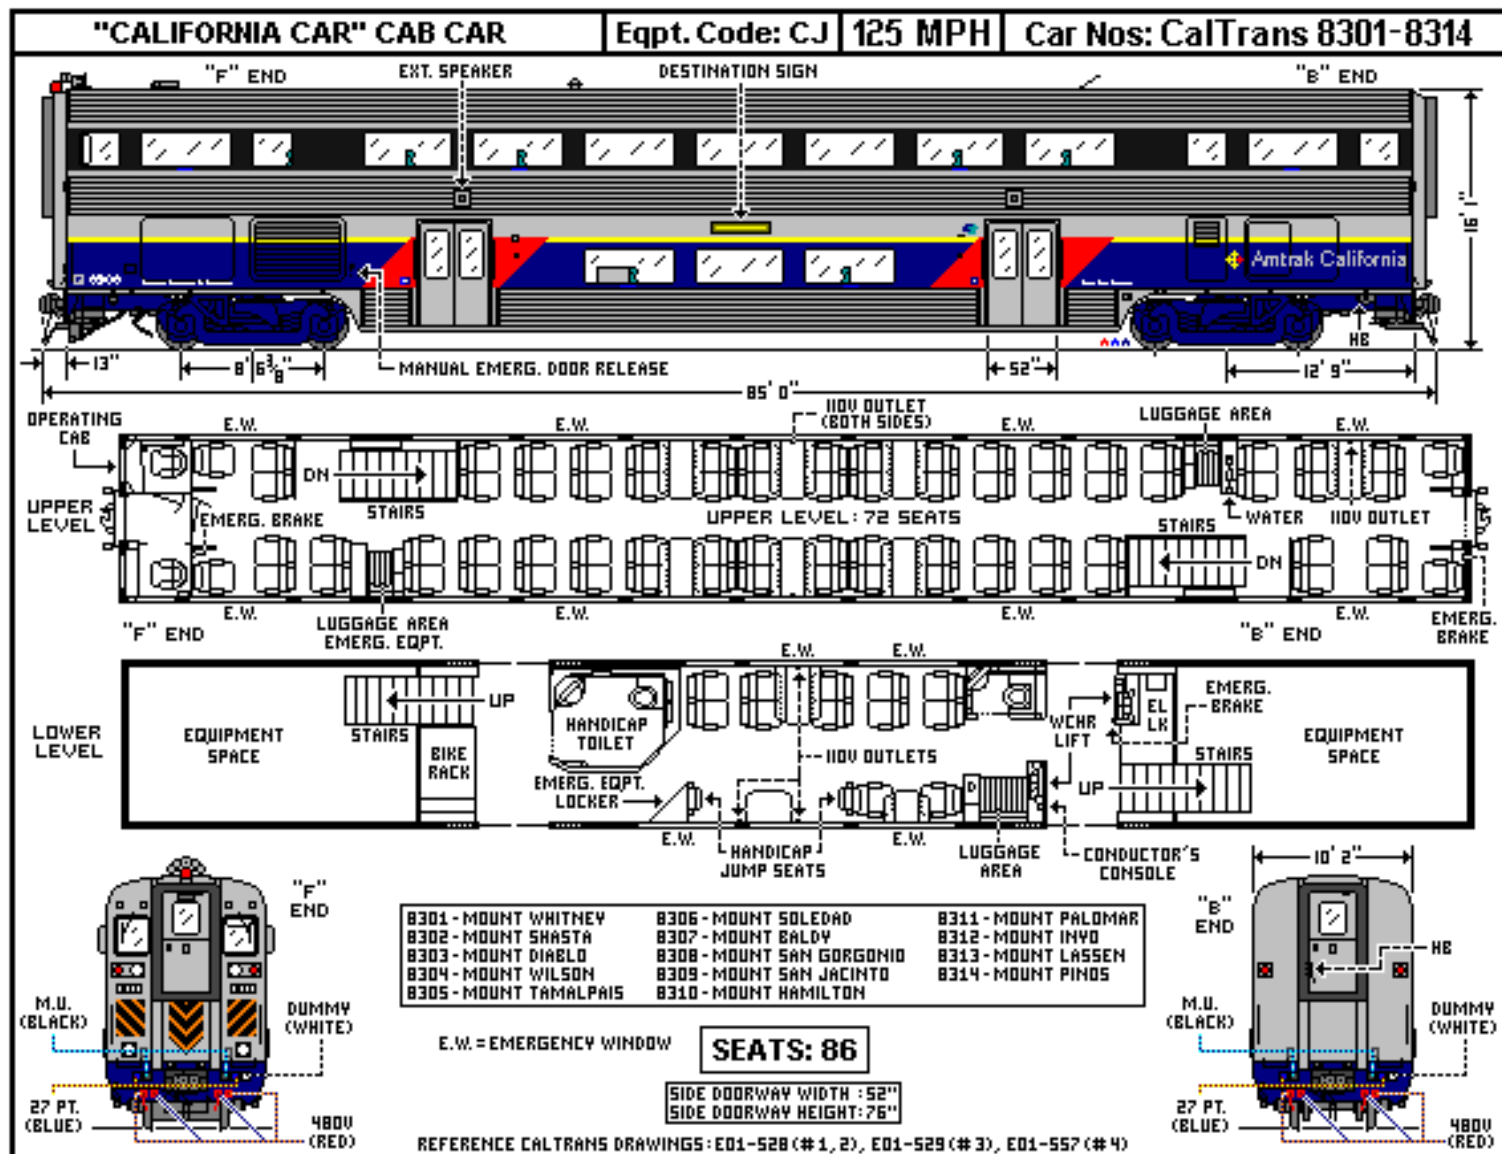 "CALIFORNIA CAR" CAB CAR
Eqpt. Code: CJ
125 MPH
Car Nos: CalTrans 8301-8314
"F" END
EXT. SPEAKER
DESTINATION SIGN
"B" END
16' 1"
Amtrak California
HB
13"
8' 6 3/8"
MANUAL EMERG. DOOR RELEASE
52"
12' 9"
85' 0"
OPERATING
CAB
E.W.
E.W.
110V OUTLET
(BOTH SIDES)
E.W.
LUGGAGE AREA
E.W.
DN
STAIRS
UPPER
LEVEL
EMERG. BRAKE
UPPER LEVEL: 72 SEATS
STAIRS
WATER
110V OUTLET
DN
E.W.
LUGGAGE AREA
EMERG. EQPT.
E.W.
E.W.
E.W.
EMERG.
BRAKE
"F" END
"B" END
E.W.
E.W.
LOWER
LEVEL
EQUIPMENT
SPACE
STAIRS
UP
BIKE
RACK
HANDICAP
TOILET
110V OUTLETS
WCHR
LIFT
EL
LK
EMERG.
BRAKE
STAIRS
UP
EQUIPMENT
SPACE
EMERG. EQPT.
LOCKER
D
E.W.
HANDICAP
JUMP SEATS
E.W.
LUGGAGE
AREA
CONDUCTOR'S
CONSOLE
"F"
END
M.U.
(BLACK)
DUMMY
(WHITE)
27 PT.
(BLUE)
480V
(RED)
8301-MOUNT WHITNEY
8302-MOUNT SHASTA
8303-MOUNT DIABLO
8304-MOUNT WILSON
8305-MOUNT TAMALPAIS
8306-MOUNT SOLEDAD
8307-MOUNT BALDY
8308-MOUNT SAN GORGONIO
8309-MOUNT SAN JACINTO
8310-MOUNT HAMILTON
8311-MOUNT PALOMAR
8312-MOUNT INYO
8313-MOUNT LASSEN
8314-MOUNT PINOS
E.W. = EMERGENCY WINDOW
SEATS: 86
SIDE DOORWAY WIDTH :52"
SIDE DOORWAY HEIGHT:76"
REFERENCE CALTRANS DRAWINGS: E01-528 (#1,2), E01-529 (#3), E01-557 (#4)
10' 2"
"B"
END
HB
M.U.
(BLACK)
DUMMY
(WHITE)
27 PT.
(BLUE)
480V
(RED)